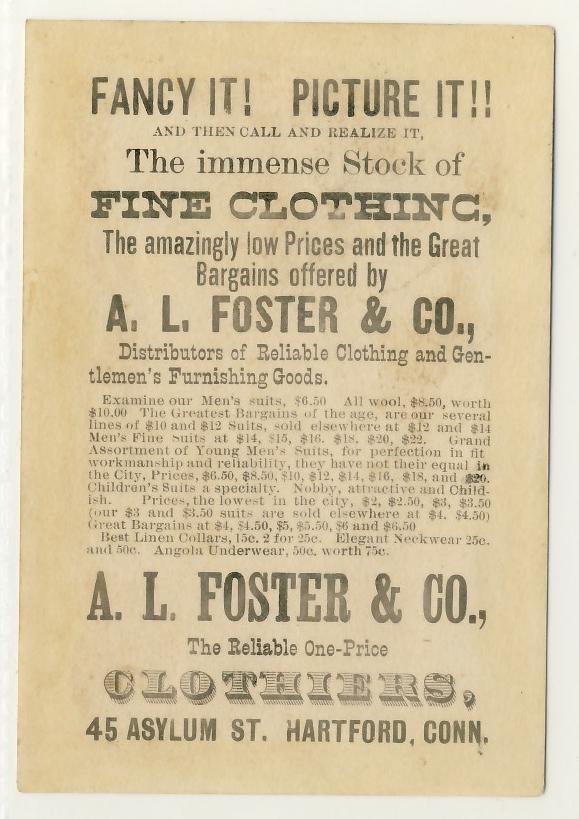 FANCY IT! PICTURE IT!!
AND THEN CALL AND REALIZE IT,
The immense Stock of
FINE CLOTHING,
The amazingly low Prices and the Great
Bargains offered by
A. L. FOSTER & CO.,
Distributors of Reliable Clothing and Gen-
tlemen's Furnishing Goods.
Examine our Men's suits, $6.50 All wool, $8.50, worth
$10.00 The Greatest Bargains of the age, are our several
lines of $10 and $12 Suits, sold elsewhere at $12 and $14
Men's Fine Suits at $14, $15, $16. $18. $20, $22. Grand
Assortment of Young Men's Suits, for perfection in fit
workmanship and reliability, they have not their equal in
the City, Prices, $6.50, $8.50, $10, $12, $14, $16, $18, and $20.
Children's Suits a specialty. Nobby, attractive and Child-
ish. Prices, the lowest in the city, $2, $2.50, $3, $3.50
(our $3 and $3.50 suits are sold elsewhere at $4. $4.50)
Great Bargains at $4, $4.50, $5, $5.50, $6 and $6.50
Best Linen Collars, 15c. 2 for 25c. Elegant Neckwear 25c.
and 50c. Angola Underwear, 50c. worth 75c.
A. L. FOSTER & CO.,
The Reliable One-Price
CLOTHIERS,
45 ASYLUM ST. HARTFORD, CONN.